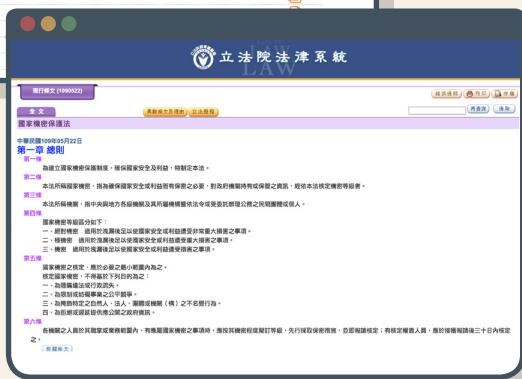 立法院法律系統
LAW
現行條文 (1090522)
錯誤通報
列印
存檔
全文
異動條文及理由
立法歷程
再查詢
清除
國家機密保護法
中華民國109年05月22日
第一章 總則
第一條
為建立國家機密保護制度，確保國家安全及利益，特制定本法。
第二條
本法所稱國家機密，指為確保國家安全或利益而有保密之必要，對政府機關持有或保管之資訊，經依本法核定機密等級者。
第三條
本法所稱機關，指中央與地方各級機關及其所屬機構暨依法令或受委託辦理公務之民間團體或個人。
第四條
國家機密等級區分如下：
一、絕對機密　適用於洩漏後足以使國家安全或利益遭受非常重大損害之事項。
二、極機密　適用於洩漏後足以使國家安全或利益遭受重大損害之事項。
三、機密　適用於洩漏後足以使國家安全或利益遭受損害之事項。
第五條
國家機密之核定，應於必要之最小範圍內為之。
核定國家機密，不得基於下列目的為之：
一、為隱瞞違法或行政疏失。
二、為限制或妨礙事業之公平競爭。
三、為掩飾特定之自然人、法人、團體或機關（構）之不名譽行為。
四、為拒絕或遲延提供應公開之政府資訊。
第六條
各機關之人員於其職掌或業務範圍內，有應屬國家機密之事項時，應按其機密程度擬訂等級，先行採取保密措施，並即報請核定；有核定權責人員，應於接獲報請後三十日內核定
之。
相關條文